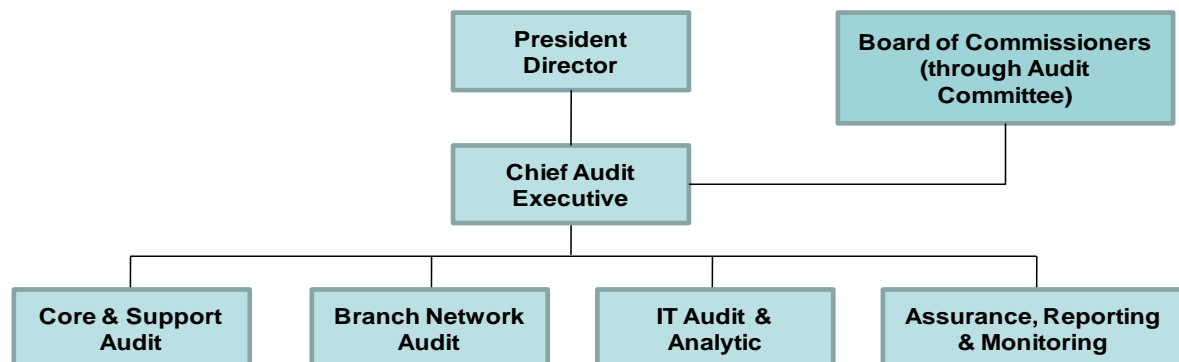 President
Director
Board of Commissioners
(through Audit
Committee)
Chief Audit
Executive
Core & Support
Audit
Branch Network
Audit
IT Audit &
Analytic
Assurance, Reporting
& Monitoring